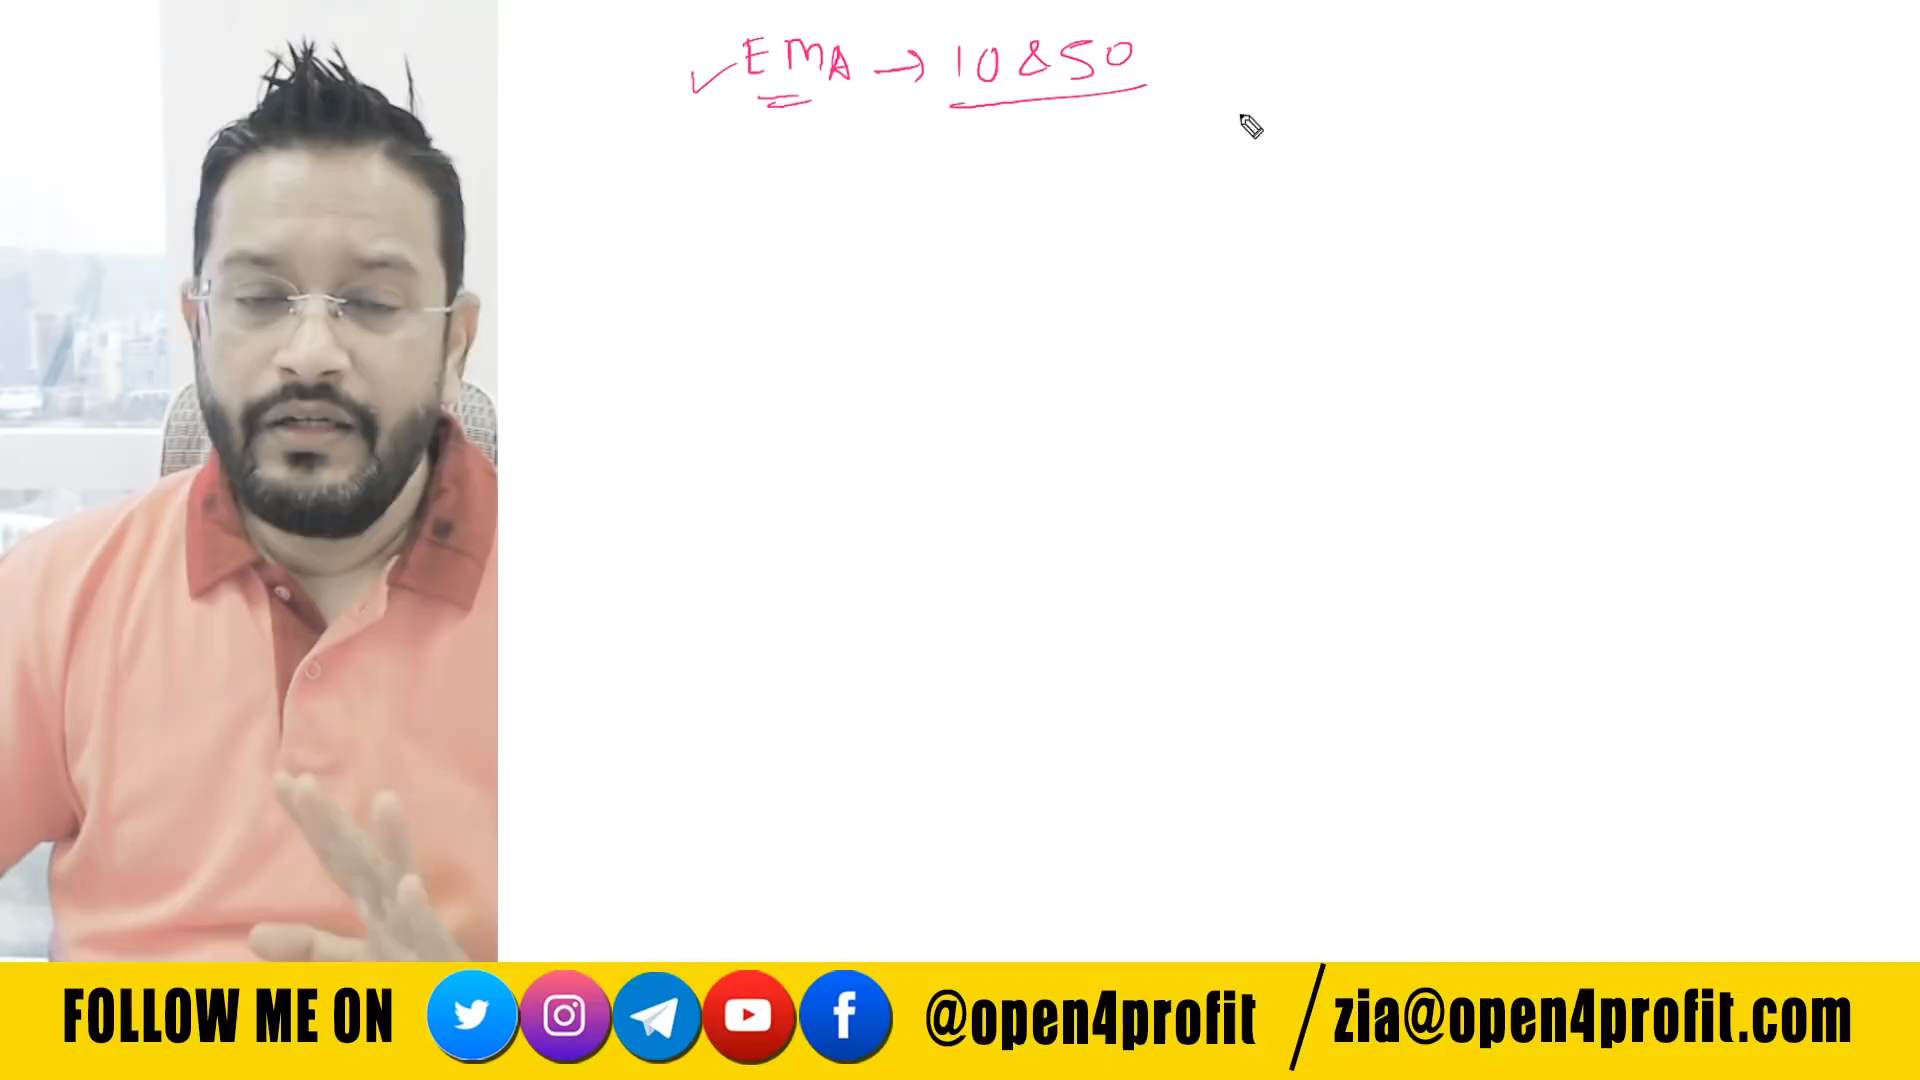 EMA → 10 & 50
FOLLOW ME ON @open4profit / zia@open4profit.com